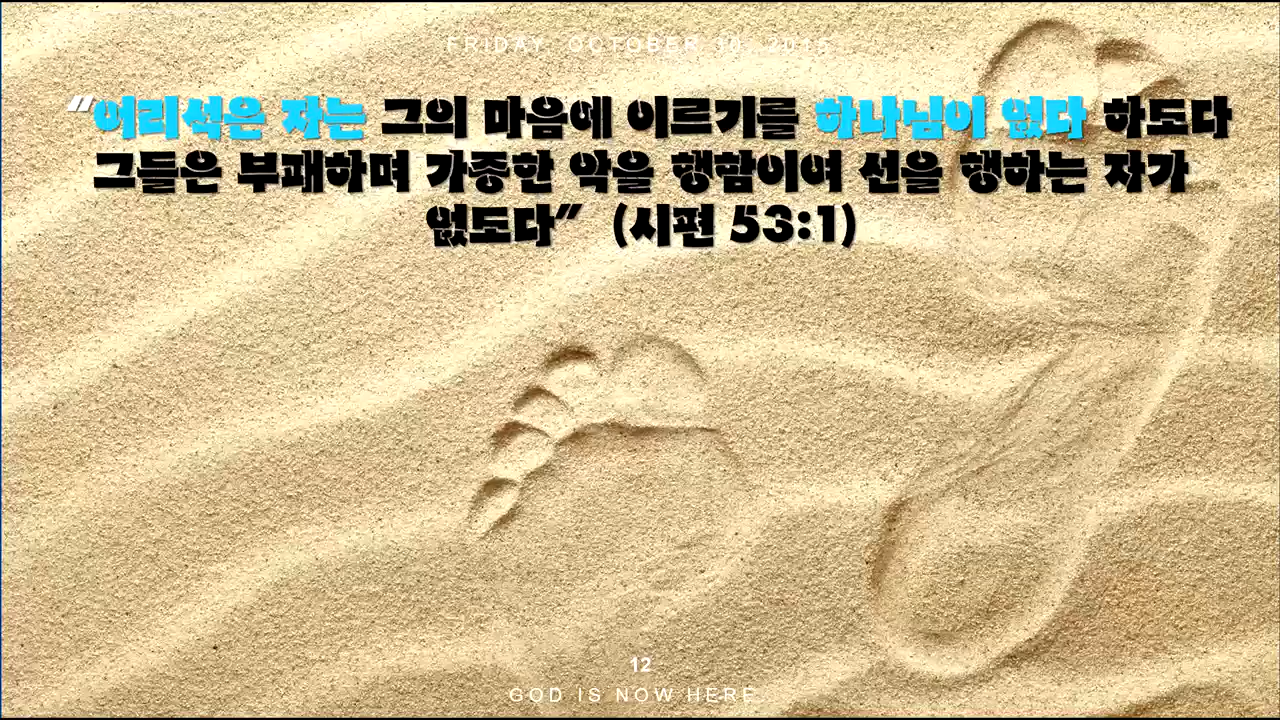 FRIDAY, OCTOBER 16, 2015
"어리석은 자는 그의 마음에 이르기를 하나님이 없다 하도다
그들은 부패하며 가증한 악을 행함이여 선을 행하는 자가
없도다" (시편 53:1)
12
GOD IS NOW HERE